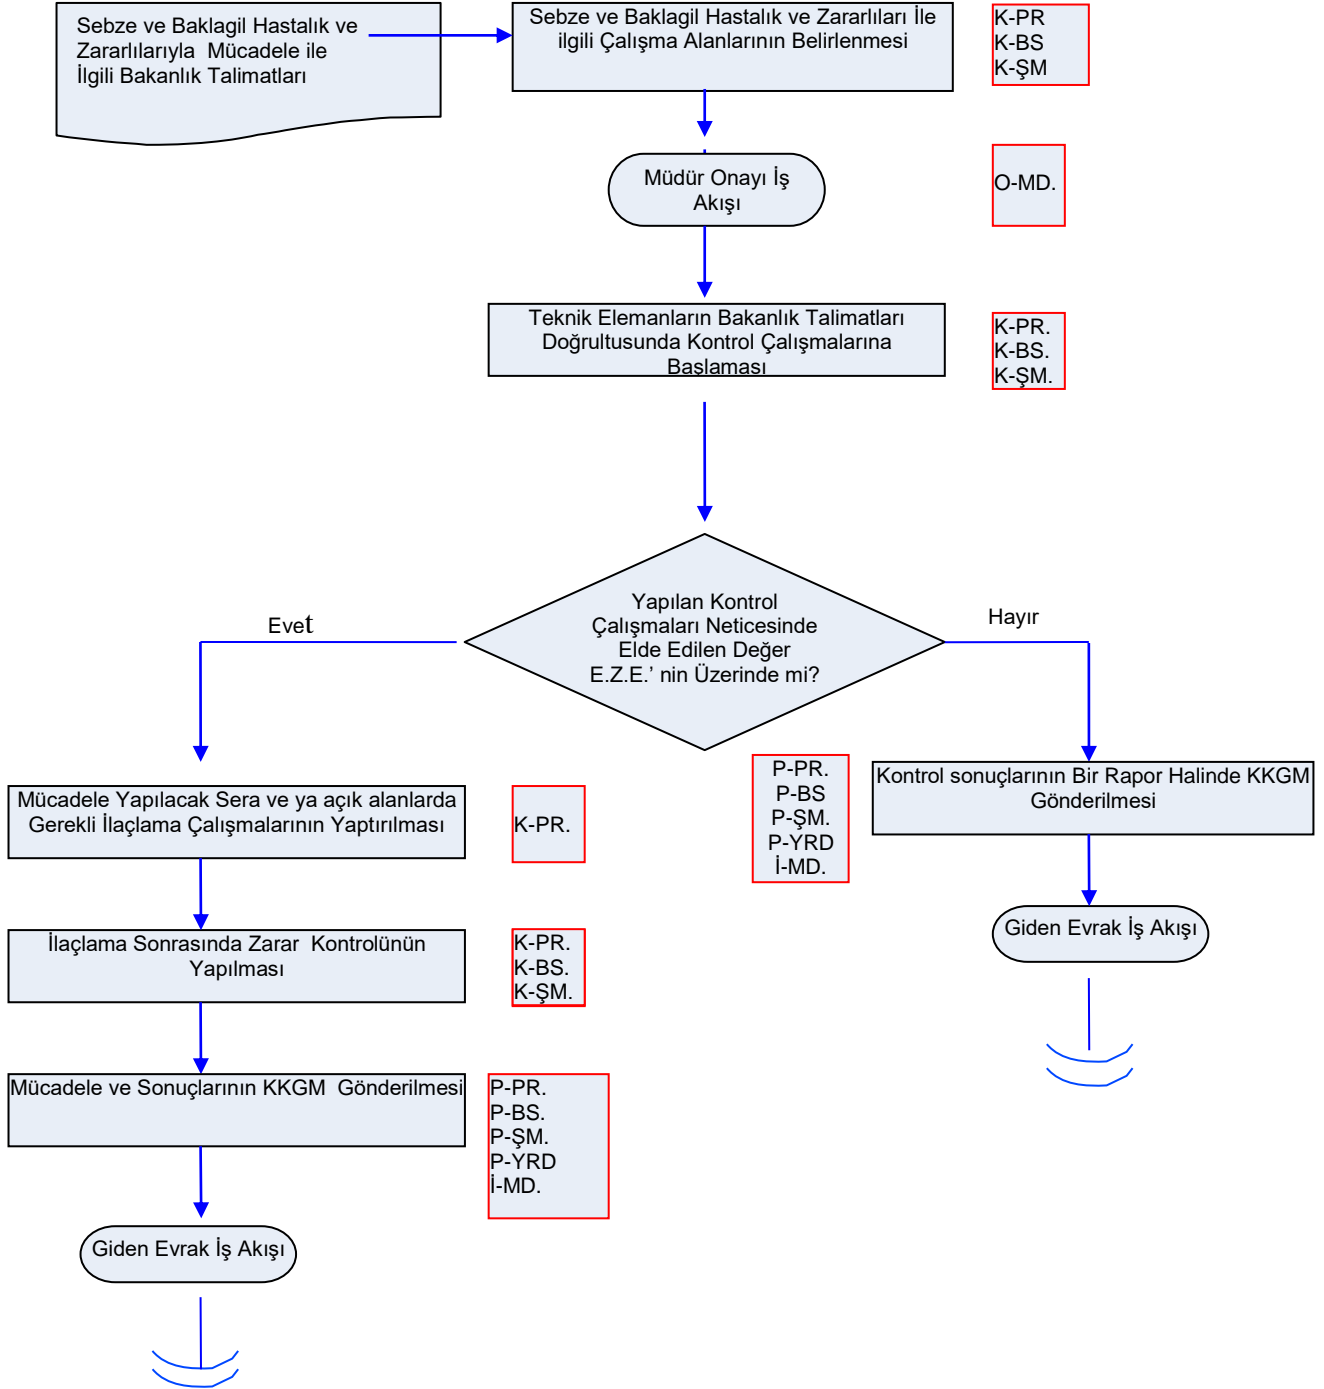 Sebze ve Baklagil Hastalık ve
Zararlılarıyla Mücadele ile
İlgili Bakanlık Talimatları
Sebze ve Baklagil Hastalık ve Zararlıları İle
ilgili Çalışma Alanlarının Belirlenmesi
K-PR
K-BS
K-ŞM
Müdür Onayı İş
Akışı
O-MD.
Teknik Elemanların Bakanlık Talimatları
Doğrultusunda Kontrol Çalışmalarına
Başlaması
K-PR.
K-BS.
K-ŞM.
Yapılan Kontrol
Çalışmaları Neticesinde
Elde Edilen Değer
E.Z.E.’ nin Üzerinde mi?
Evet
Hayır
Mücadele Yapılacak Sera ve ya açık alanlarda
Gerekli İlaçlama Çalışmalarının Yaptırılması
K-PR.
P-PR.
P-BS
P-ŞM.
P-YRD
İ-MD.
Kontrol sonuçlarının Bir Rapor Halinde KKGM
Gönderilmesi
İlaçlama Sonrasında Zarar Kontrolünün
Yapılması
K-PR.
K-BS.
K-ŞM.
Giden Evrak İş Akışı
Mücadele ve Sonuçlarının KKGM Gönderilmesi
P-PR.
P-BS.
P-ŞM.
P-YRD
İ-MD.
Giden Evrak İş Akışı